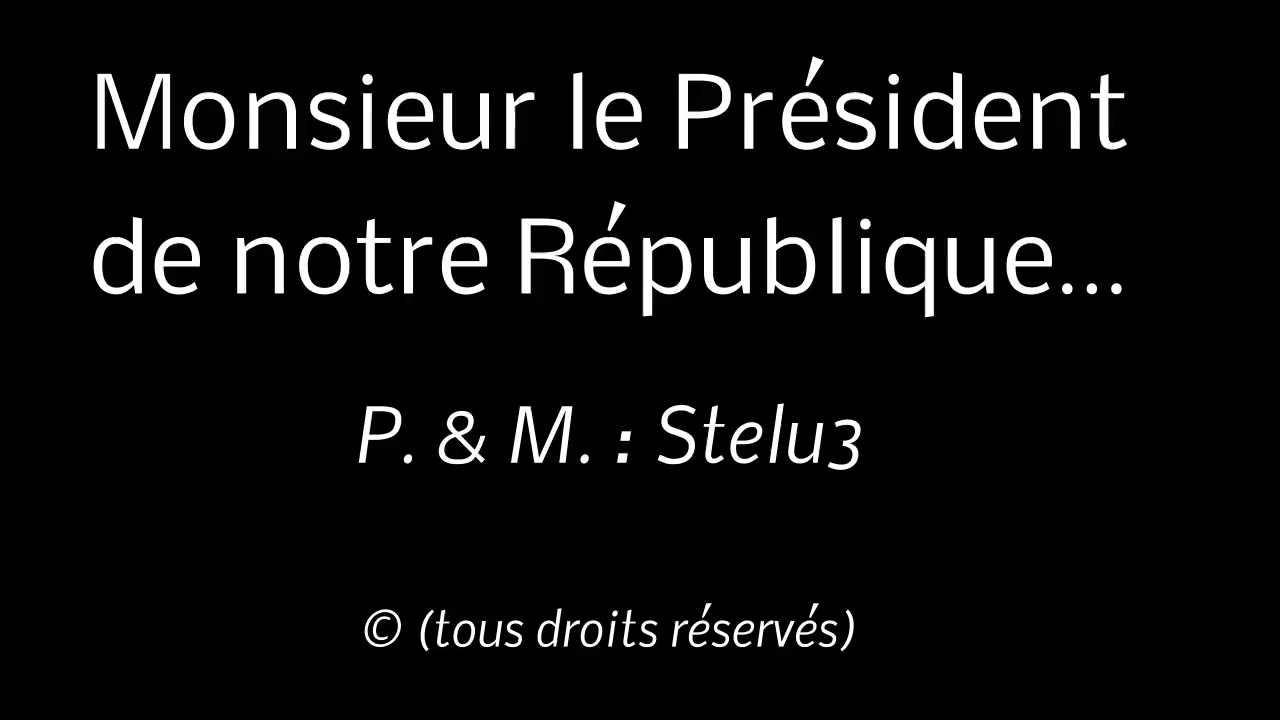 Monsieur le Président
de notre République...
P. & M. : Stelu3
© (tous droits réservés)